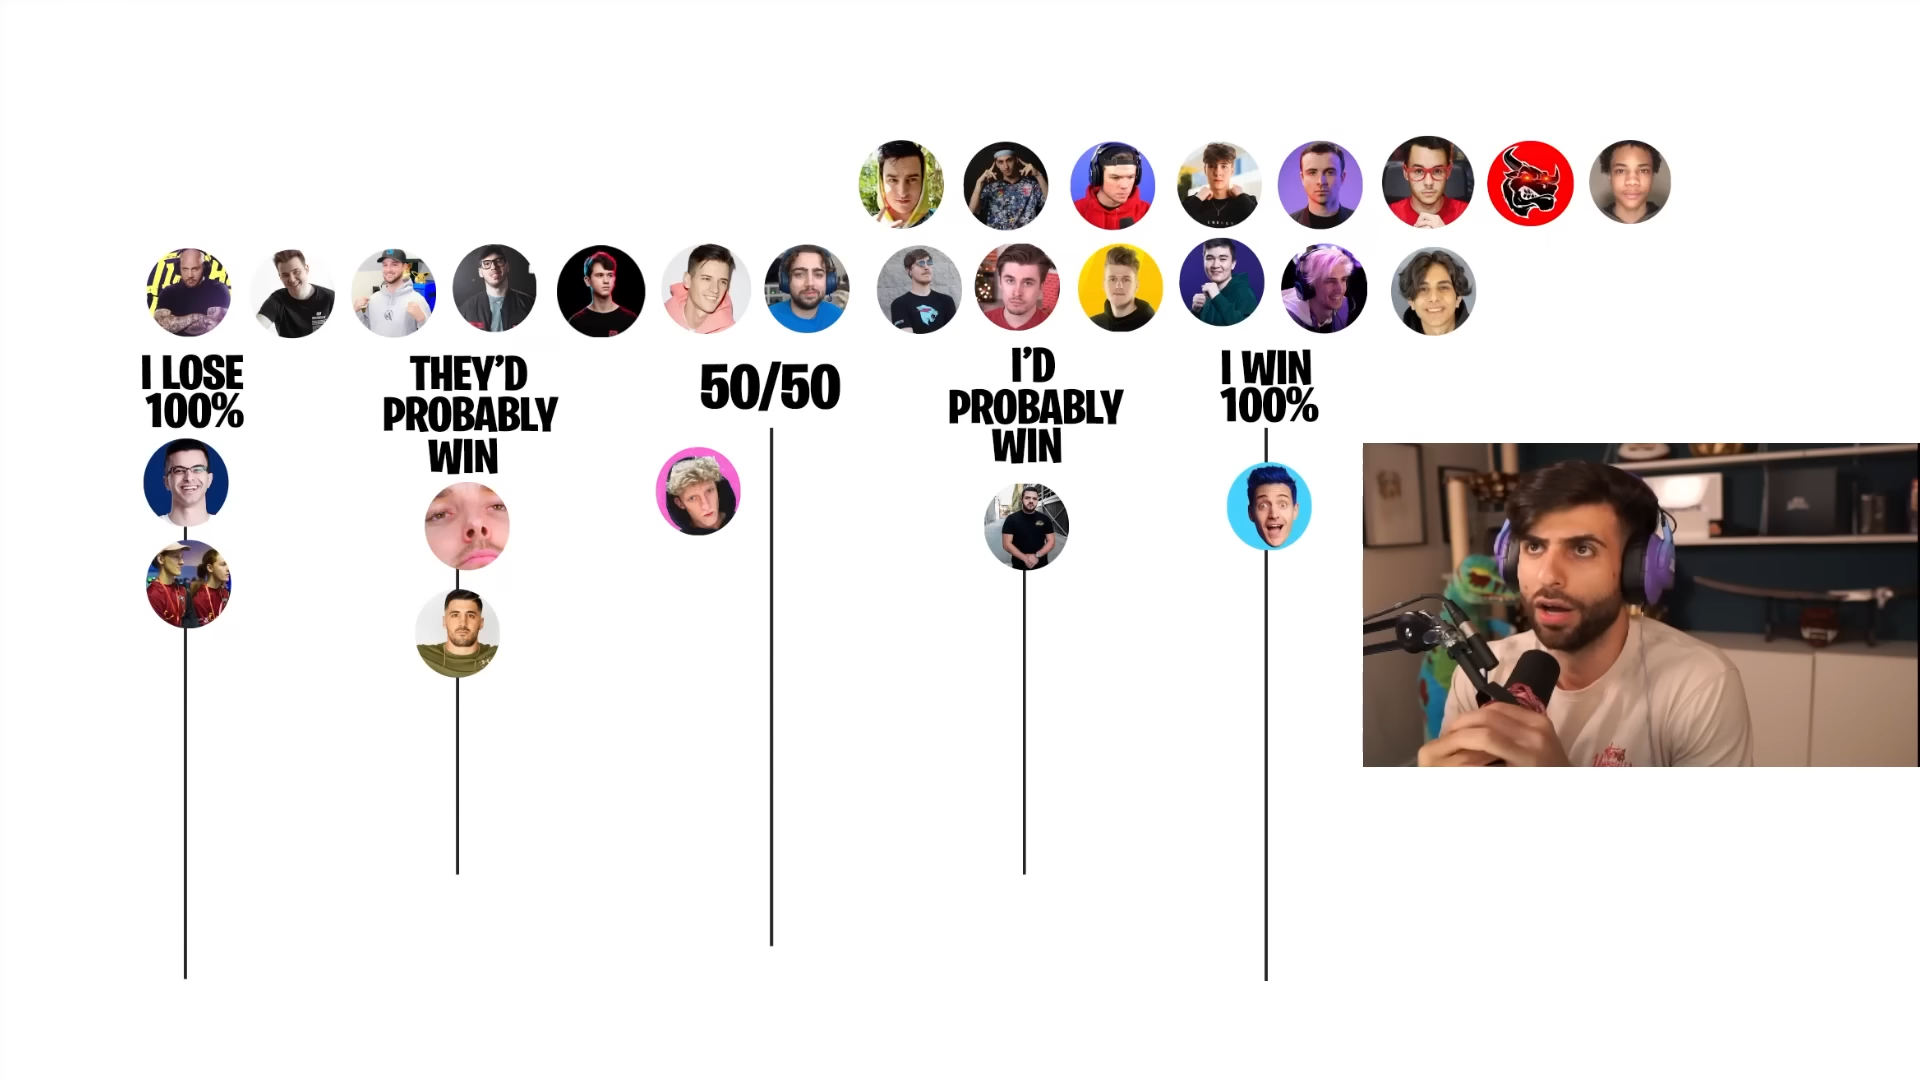 I LOSE
100%
THEY'D
PROBABLY
WIN
50/50
I'D
PROBABLY
WIN
I WIN
100%